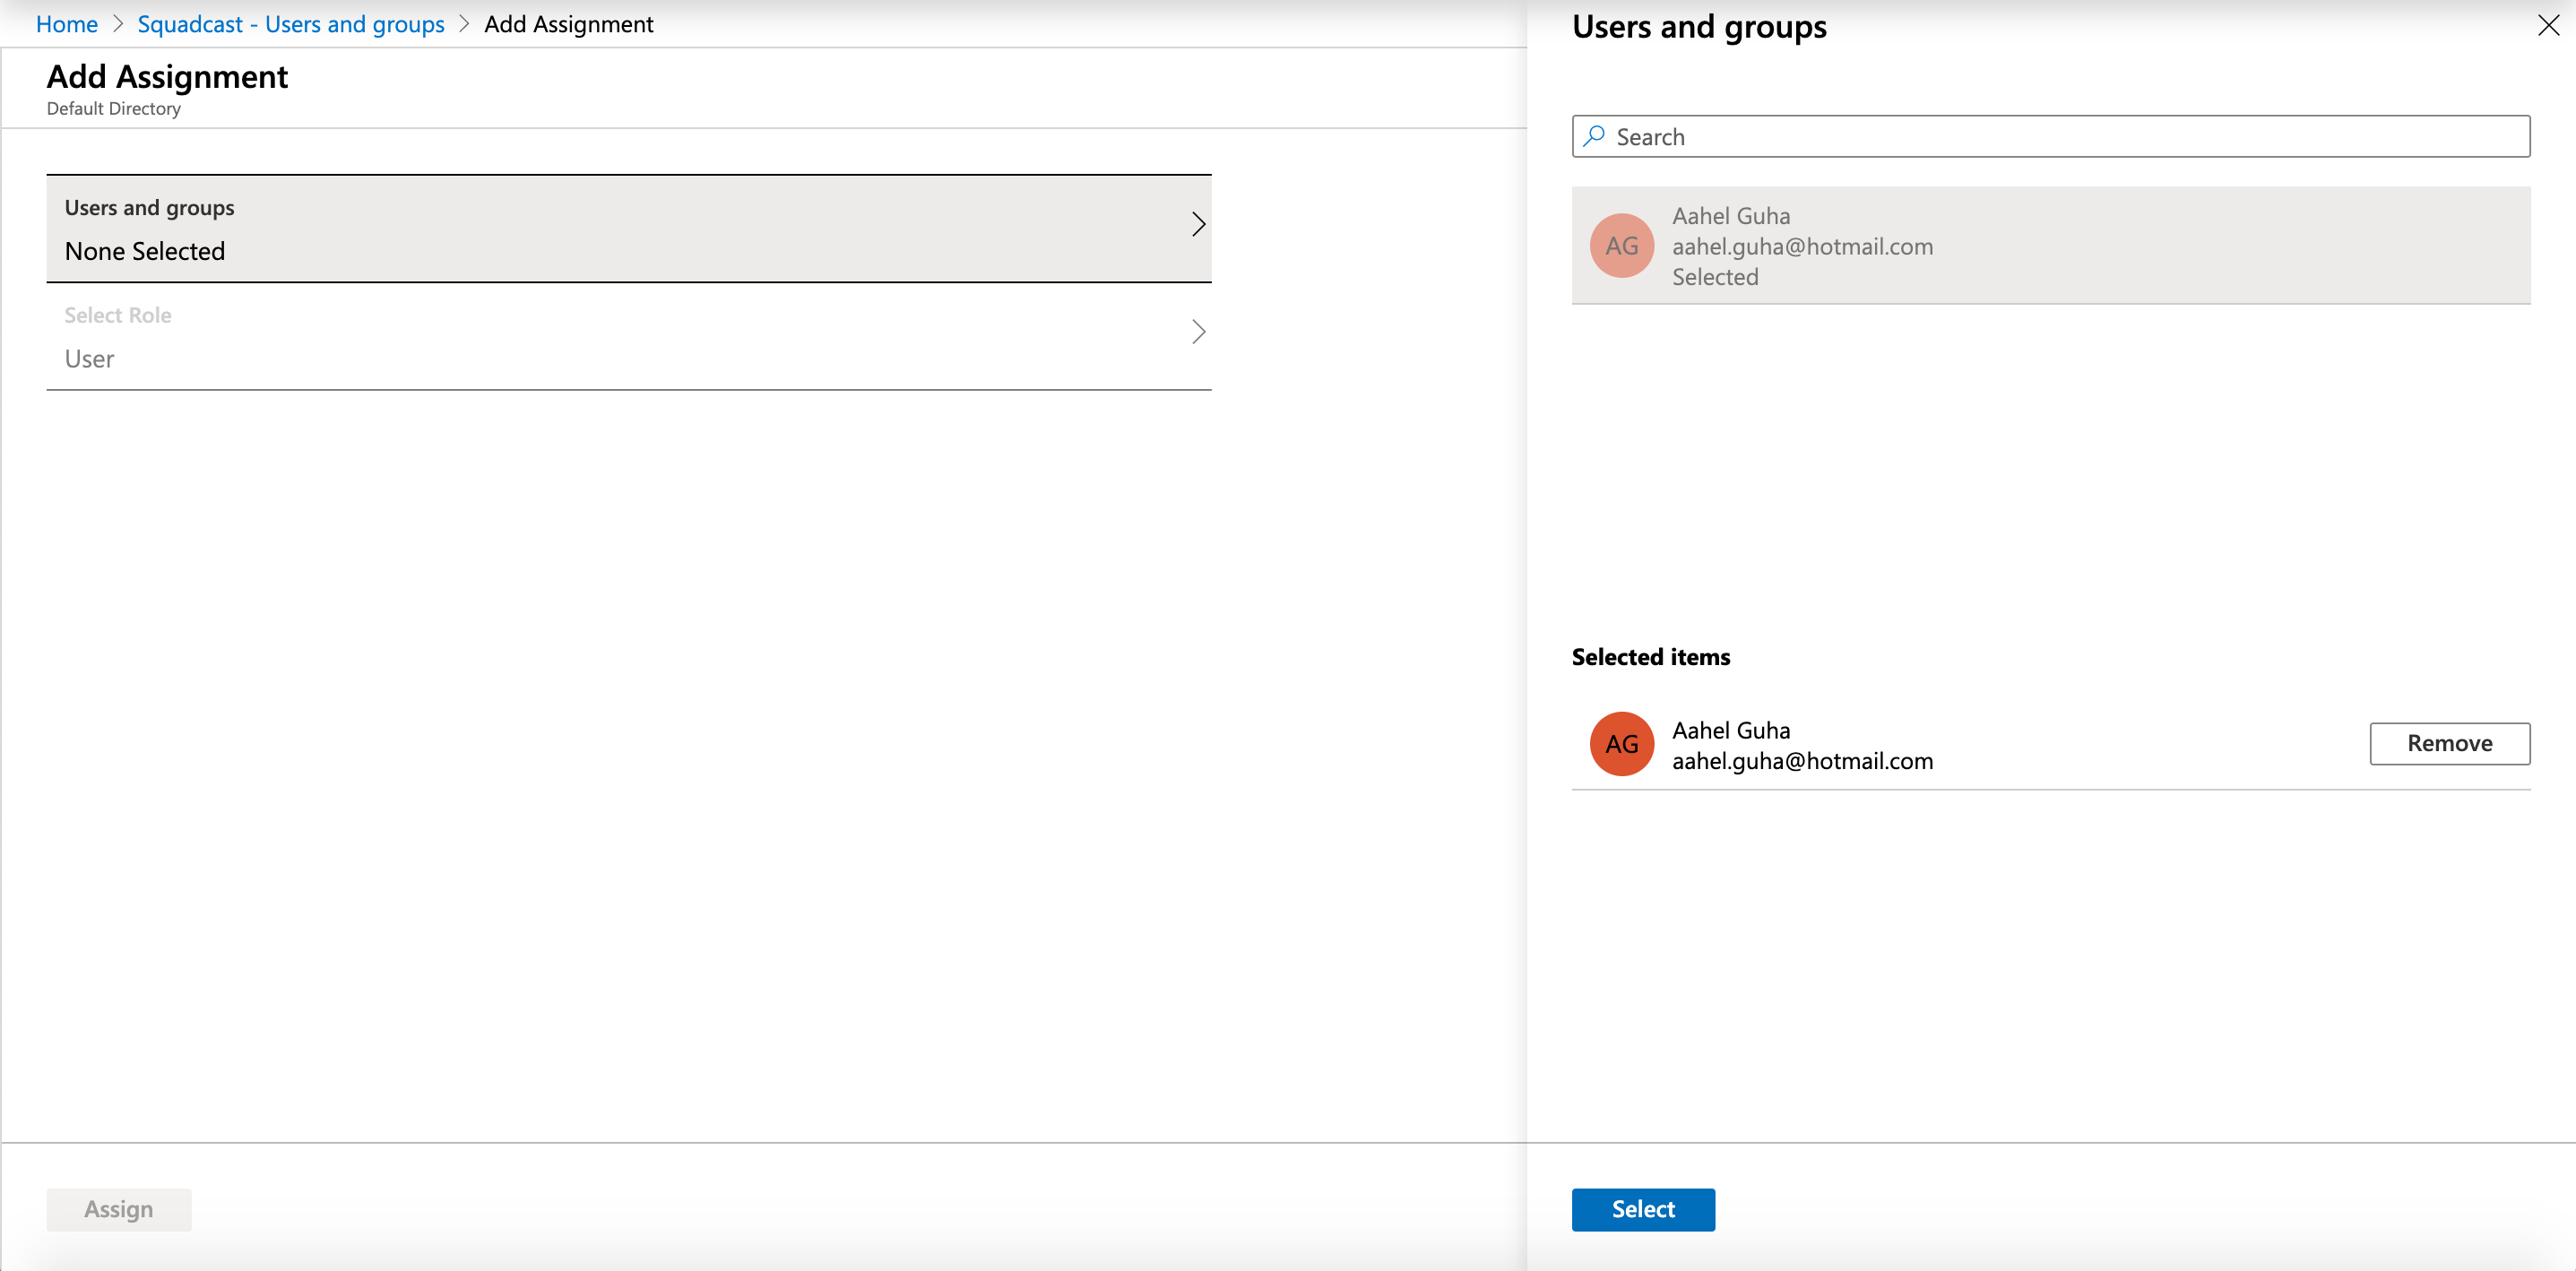 Home > Squadcast - Users and groups > Add Assignment
Add Assignment
Default Directory
Users and groups
None Selected
Select Role
User
Assign
Users and groups
Search
AG
Aahel Guha
aahel.guha@hotmail.com
Selected
Selected items
AG
Aahel Guha
aahel.guha@hotmail.com
Remove
Select